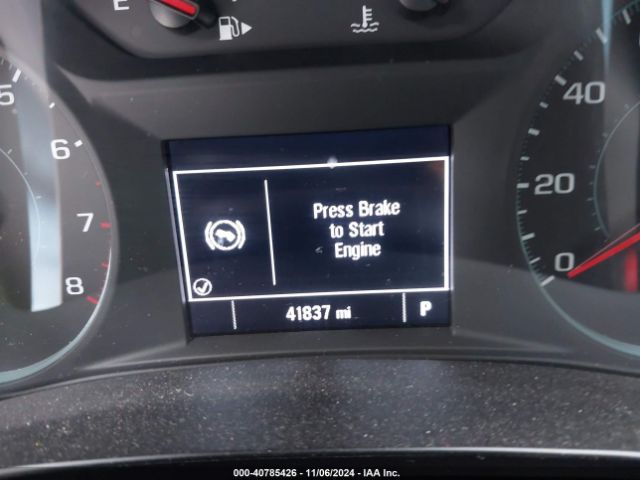 E
5
6
7
8
Press Brake
to Start
Engine
41837 mi
P
40
20
0
000-40785426 - 11/06/2024 - IAA Inc.